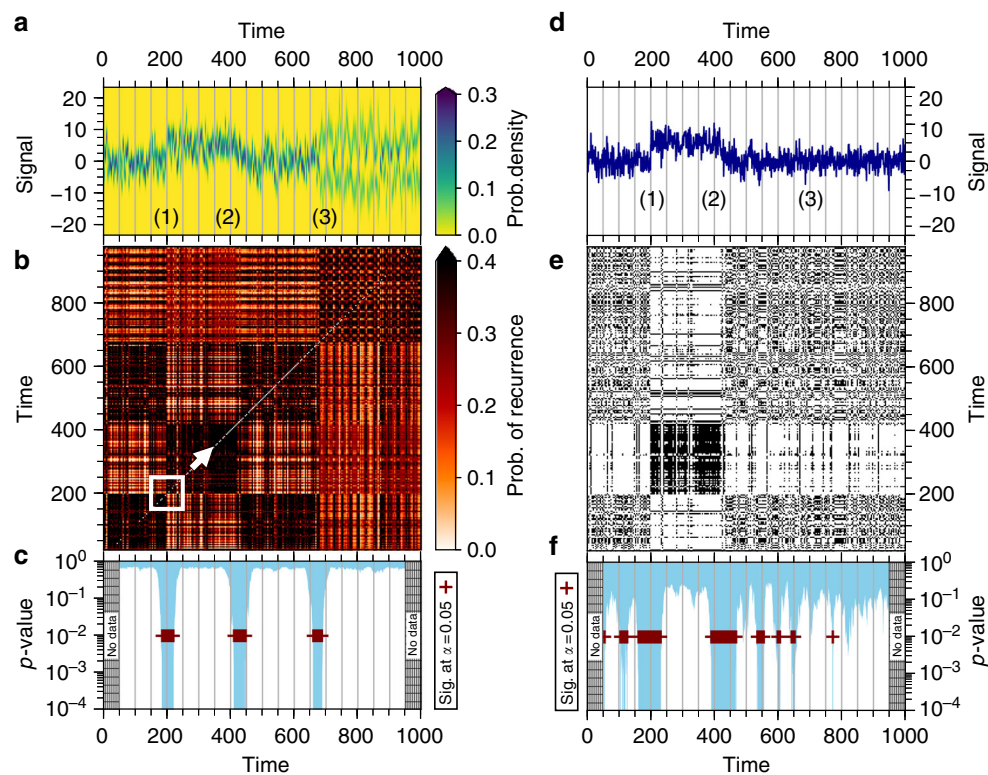 a
Time
0 200 400 600 800 1000
Signal
20
10
0
−10
−20
(1) (2) (3)
0.3
0.2
0.1
0.0
Prob.density
b
Time
800
600
400
200
0.4
0.3
0.2
0.1
0.0
Prob. of recurrence
c
p-value
10⁰
10⁻¹
10⁻²
10⁻³
10⁻⁴
No data
No data
Sig. at α = 0.05 +
0 200 400 600 800 1000
Time
d
Time
0 200 400 600 800 1000
20
10
0
−10
−20
Signal
(1) (2) (3)
e
800
600
400
200
Time
f
Sig. at α = 0.05 +
No data
No data
10⁰
10⁻¹
10⁻²
10⁻³
10⁻⁴
p-value
0 200 400 600 800 1000
Time